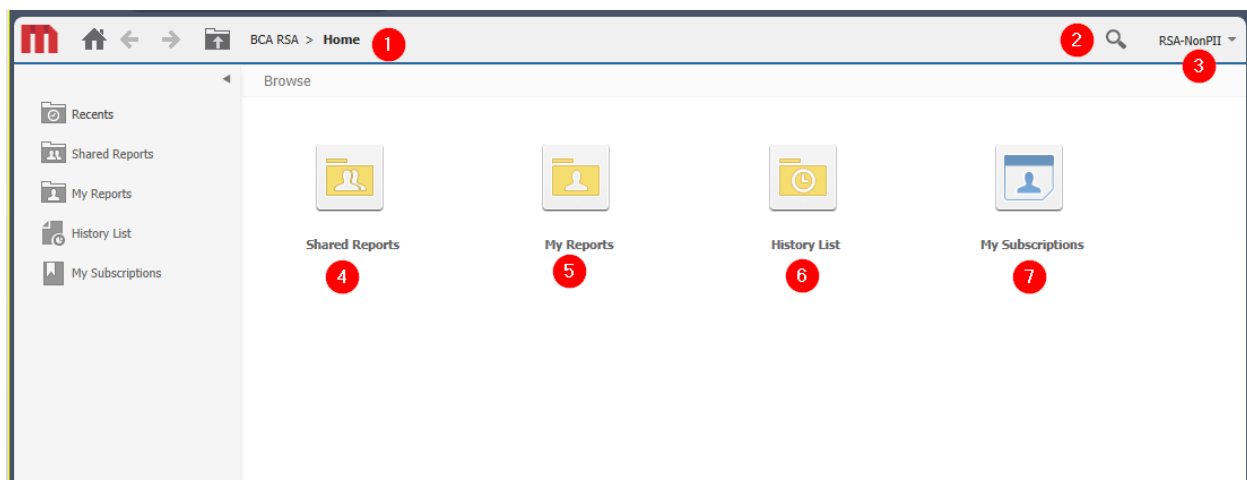 BCA RSA > Home
1
2
RSA-NonPII
3
Browse
Recents
Shared Reports
My Reports
History List
My Subscriptions
Shared Reports
My Reports
History List
My Subscriptions
4
5
6
7